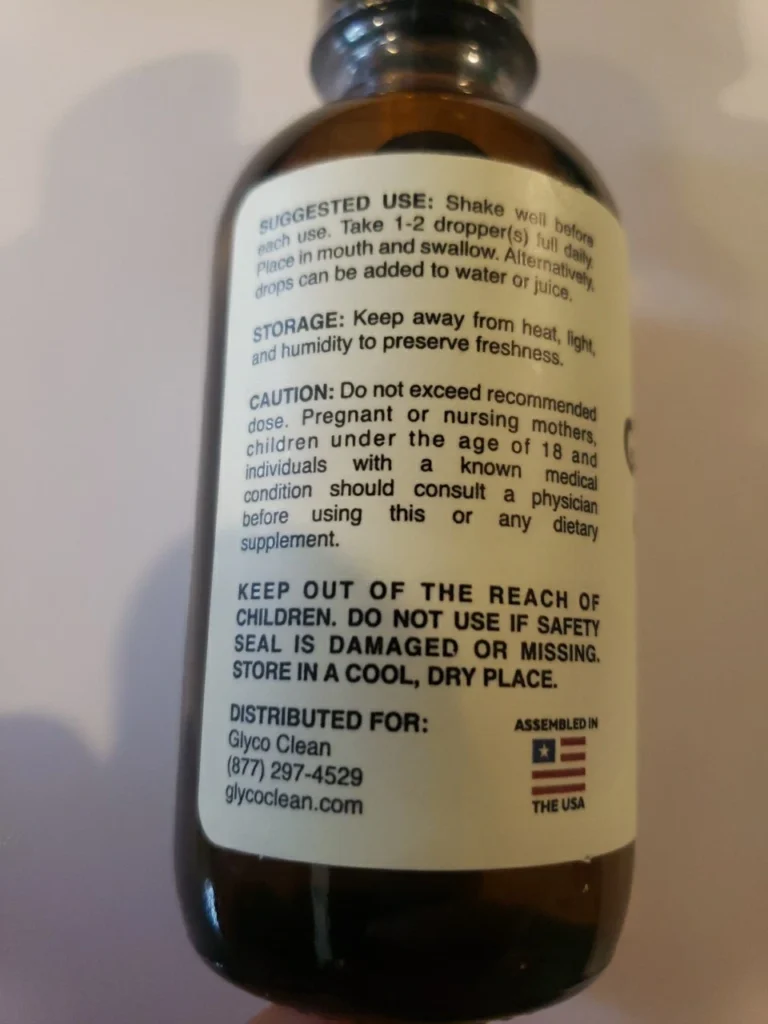 SUGGESTED USE: Shake well before
each use. Take 1-2 dropper(s) full daily.
Place in mouth and swallow. Alternatively,
drops can be added to water or juice.
STORAGE: Keep away from heat, light,
and humidity to preserve freshness.
CAUTION: Do not exceed recommended
dose. Pregnant or nursing mothers,
children under the age of 18 and
individuals with a known medical
condition should consult a physician
before using this or any dietary
supplement.
KEEP OUT OF THE REACH OF
CHILDREN. DO NOT USE IF SAFETY
SEAL IS DAMAGED OR MISSING.
STORE IN A COOL, DRY PLACE.
DISTRIBUTED FOR:
Glyco Clean
(877) 297-4529
glycoclean.com
ASSEMBLED IN
THE USA